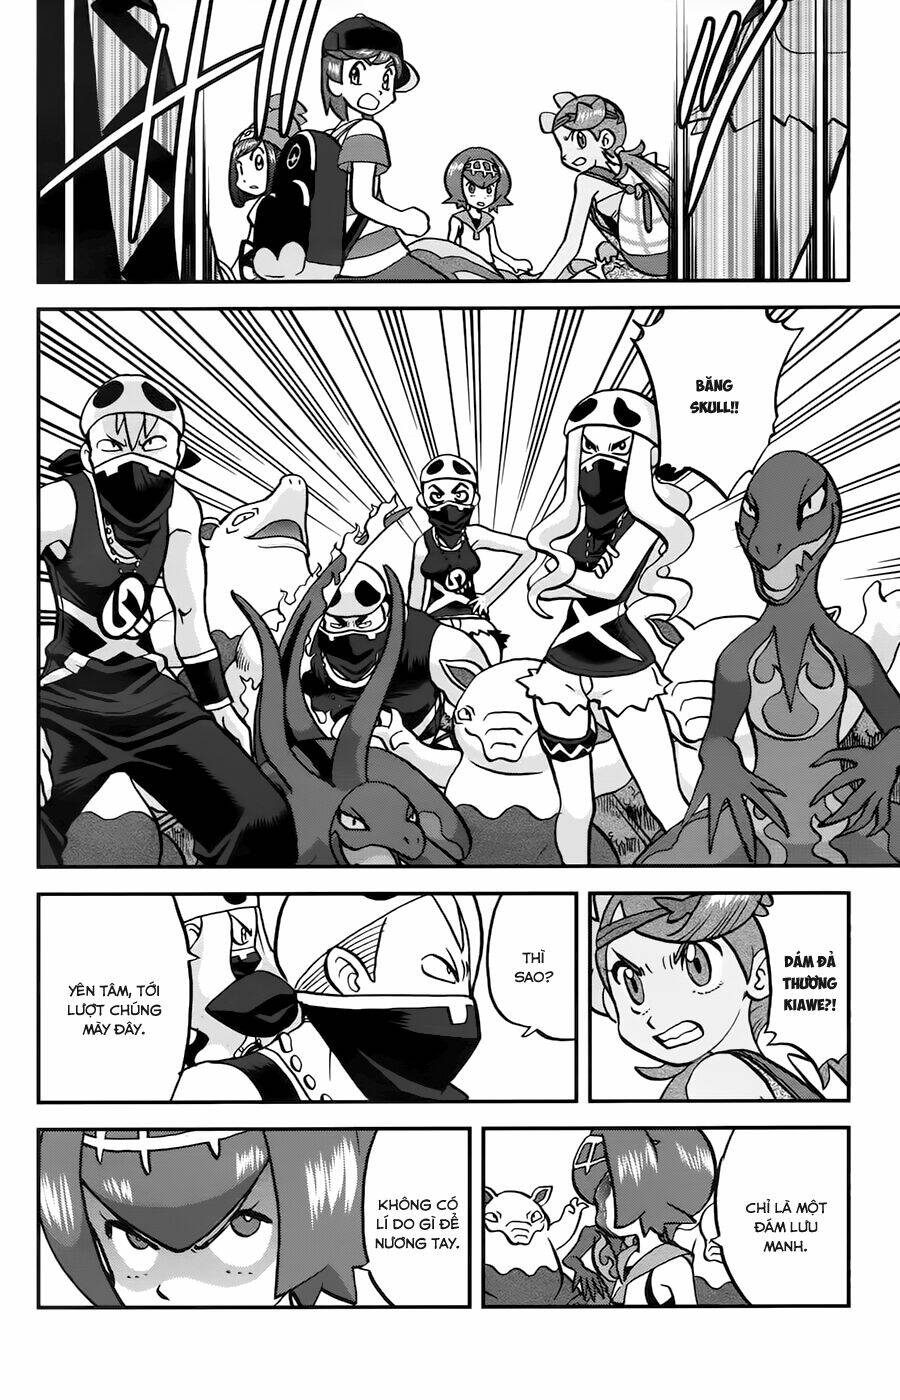 BĂNG
SKULL!!
DÁM ĐẢ
THƯƠNG
KIAWE?!
THÌ
SAO?
YÊN TÂM, TỚI
LƯỢT CHÚNG
MÀY ĐÂY.
CHỈ LÀ MỘT
ĐÁM LƯU
MANH.
KHÔNG CÓ
LÍ DO GÌ ĐỂ
NƯƠNG TAY.